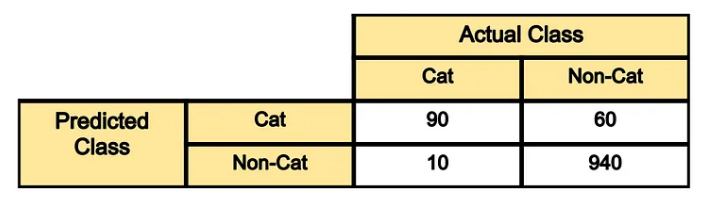 Actual Class
Cat Non-Cat
Predicted Class Cat 90 60
Non-Cat 10 940